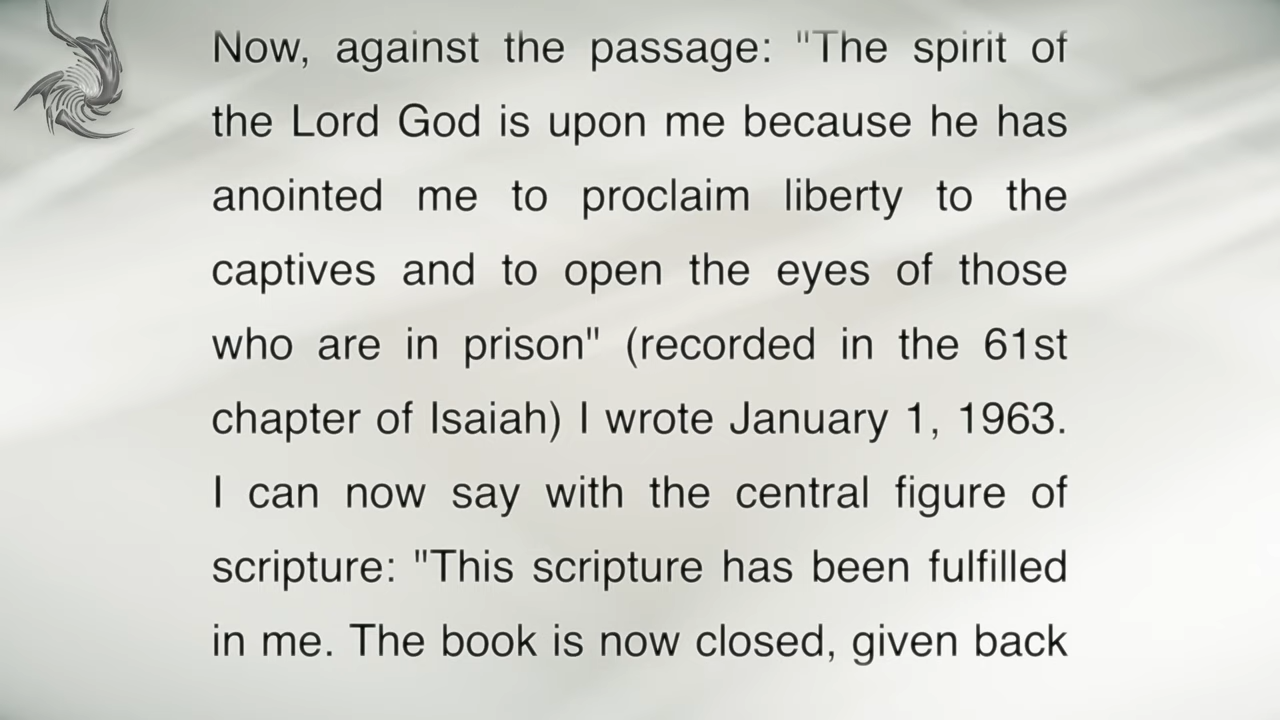 Now, against the passage: "The spirit of
the Lord God is upon me because he has
anointed me to proclaim liberty to the
captives and to open the eyes of those
who are in prison" (recorded in the 61st
chapter of Isaiah) I wrote January 1, 1963.
I can now say with the central figure of
scripture: "This scripture has been fulfilled
in me. The book is now closed, given back